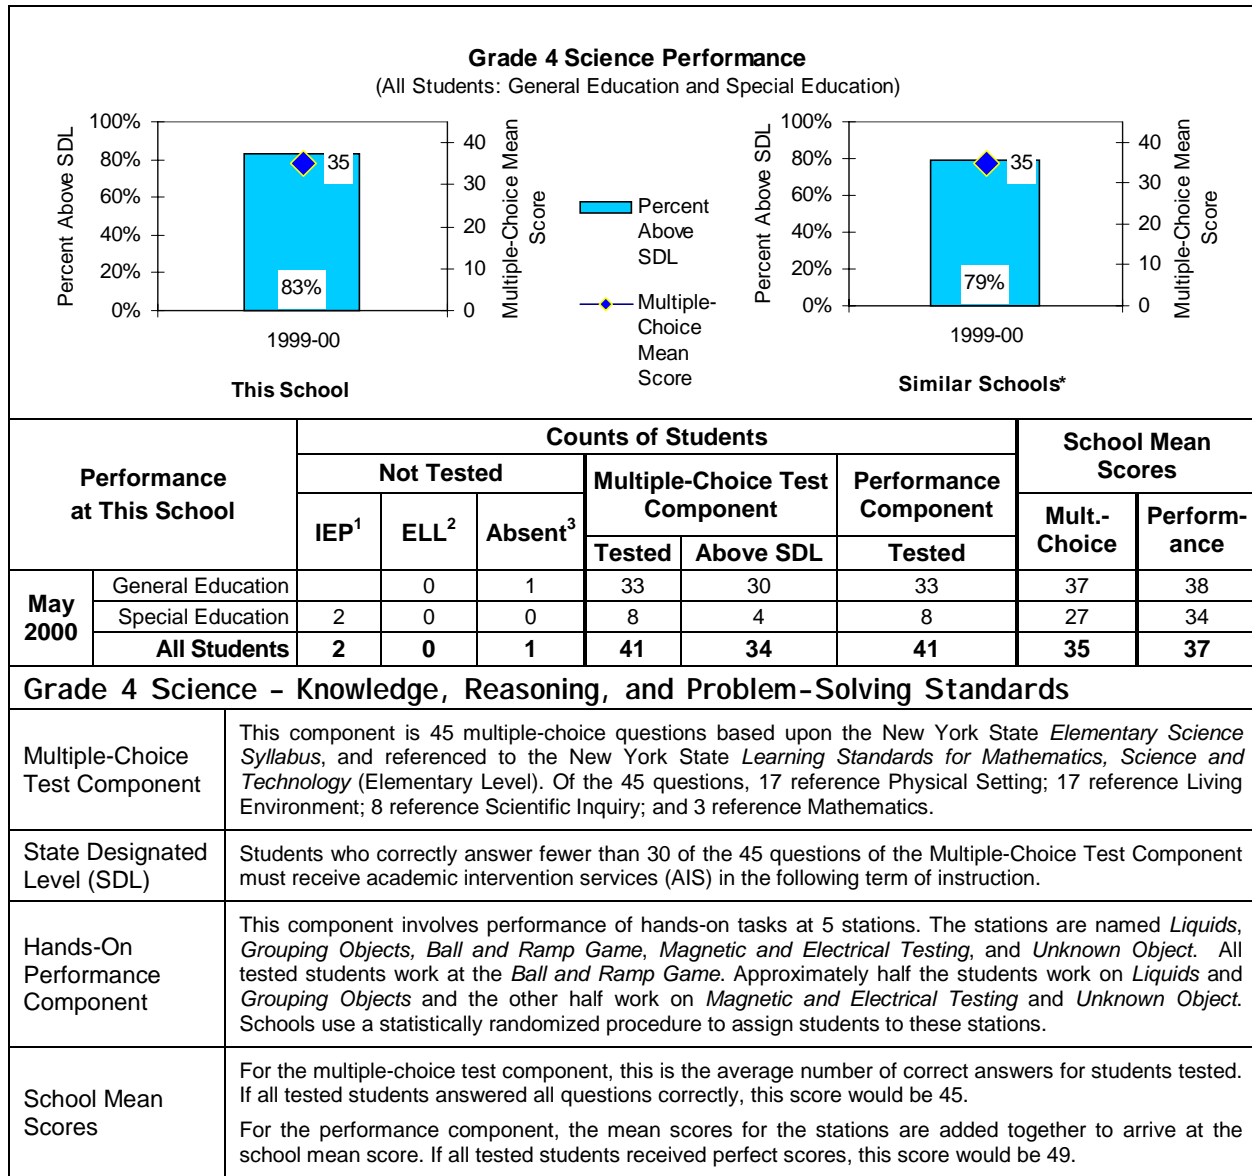 Grade 4 Science Performance
(All Students: General Education and Special Education)
Percent Above SDL
100%
80%
60%
40%
20%
0%
35
83%
1999-00
40
30
20
10
0
Multiple-Choice Mean
Score
This School
Percent
Above
SDL
Multiple-
Choice
Mean
Score
Percent Above SDL
100%
80%
60%
40%
20%
0%
35
79%
1999-00
40
30
20
10
0
Multiple-Choice Mean
Score
Similar Schools*
Performance
at This School
Counts of Students
School Mean
Scores
Not Tested
Multiple-Choice Test
Component
Performance
Component
IEP1
ELL2
Absent3
Mult.-
Choice
Perform-
ance
Tested
Above SDL
Tested
May
2000
General Education 0 1 33 30 33 37 38
Special Education 2 0 0 8 4 8 27 34
All Students 2 0 1 41 34 41 35 37
Grade 4 Science – Knowledge, Reasoning, and Problem-Solving Standards
Multiple-Choice
Test Component
This component is 45 multiple-choice questions based upon the New York State Elementary Science
Syllabus, and referenced to the New York State Learning Standards for Mathematics, Science and
Technology (Elementary Level). Of the 45 questions, 17 reference Physical Setting; 17 reference Living
Environment; 8 reference Scientific Inquiry; and 3 reference Mathematics.
State Designated
Level (SDL)
Students who correctly answer fewer than 30 of the 45 questions of the Multiple-Choice Test Component
must receive academic intervention services (AIS) in the following term of instruction.
Hands-On
Performance
Component
This component involves performance of hands-on tasks at 5 stations. The stations are named Liquids,
Grouping Objects, Ball and Ramp Game, Magnetic and Electrical Testing, and Unknown Object. All
tested students work at the Ball and Ramp Game. Approximately half the students work on Liquids and
Grouping Objects and the other half work on Magnetic and Electrical Testing and Unknown Object.
Schools use a statistically randomized procedure to assign students to these stations.
School Mean
Scores
For the multiple-choice test component, this is the average number of correct answers for students tested.
If all tested students answered all questions correctly, this score would be 45.
For the performance component, the mean scores for the stations are added together to arrive at the
school mean score. If all tested students received perfect scores, this score would be 49.